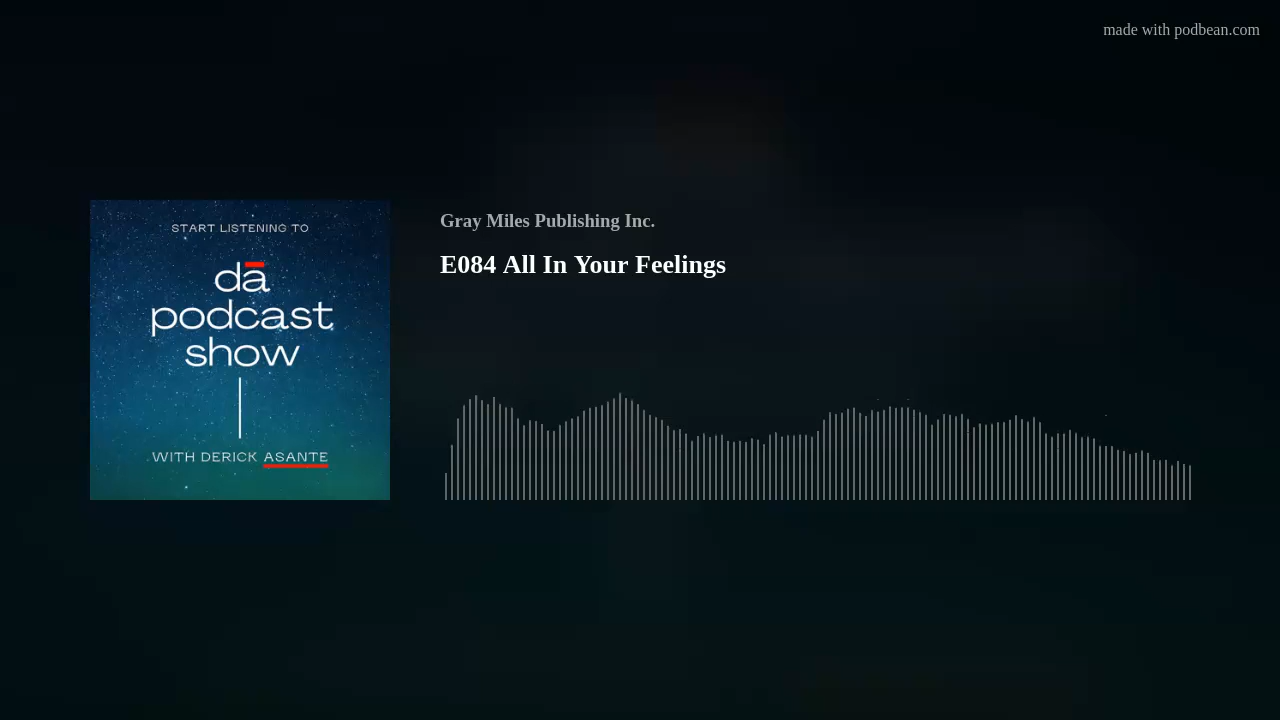 made with podbean.com
START LISTENING TO
dā
podcast
show
WITH DERICK ASANTE
Gray Miles Publishing Inc.
E084 All In Your Feelings